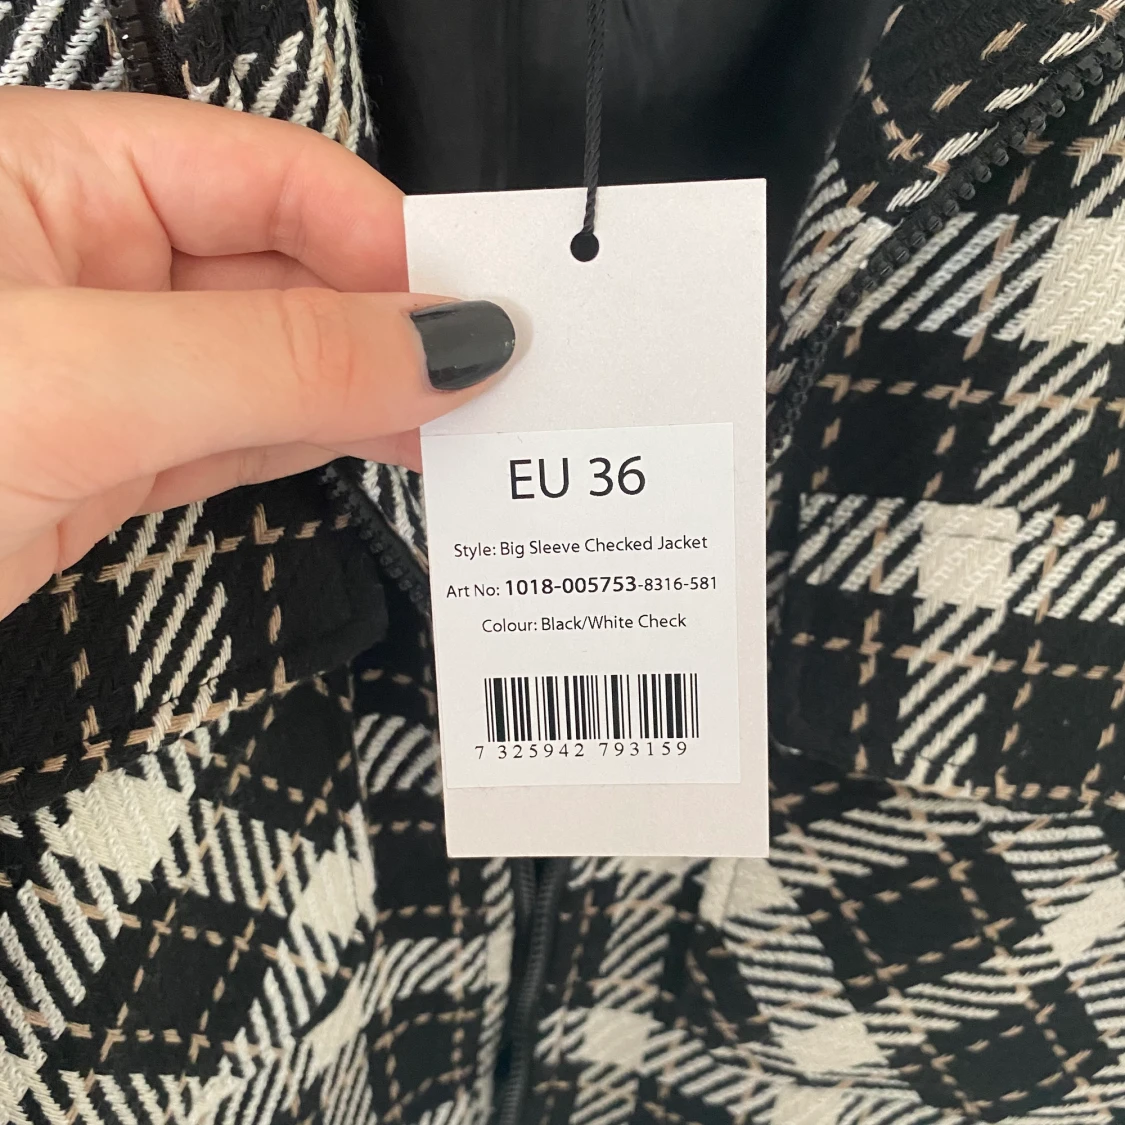 EU 36
Style: Big Sleeve Checked Jacket
Art No: 1018-005753-8316-581
Colour: Black/White Check
7 325942 793159